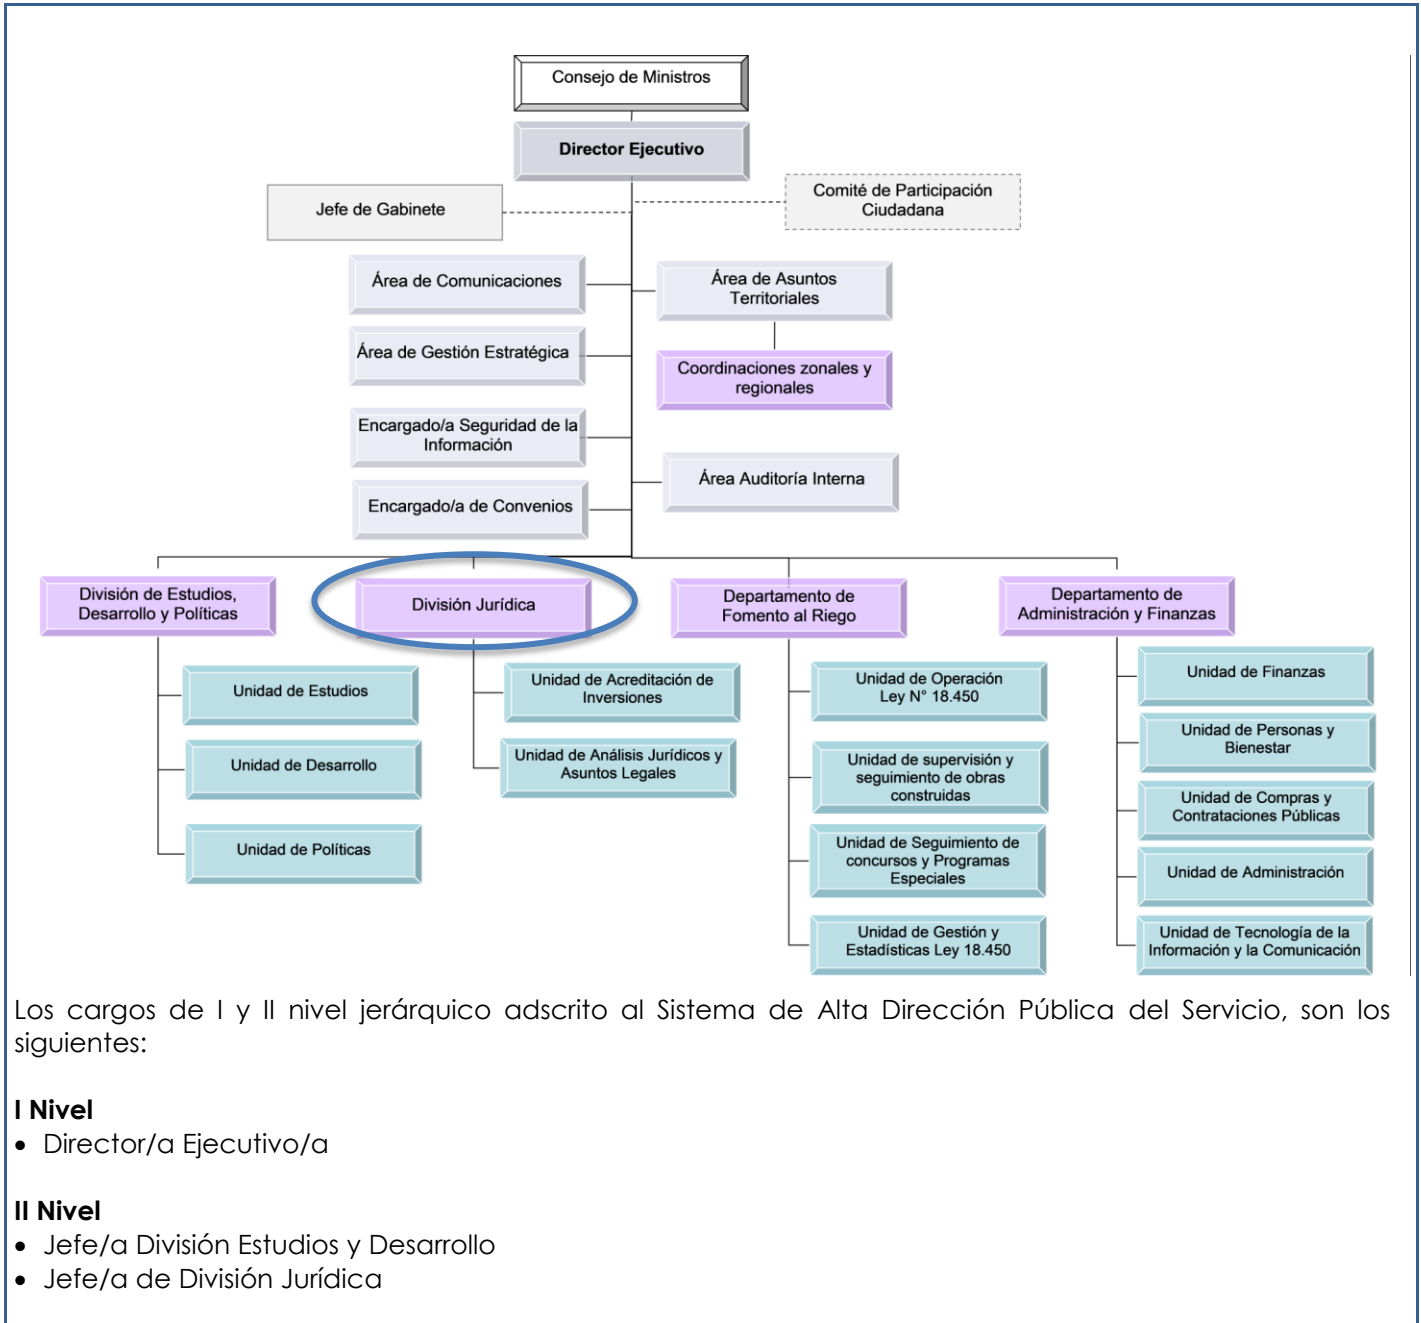 Consejo de Ministros
Director Ejecutivo
Jefe de Gabinete
Comité de Participación
Ciudadana
Área de Comunicaciones
Área de Asuntos
Territoriales
Área de Gestión Estratégica
Coordinaciones zonales y
regionales
Encargado/a Seguridad de la
Información
Área Auditoría Interna
Encargado/a de Convenios
División de Estudios,
Desarrollo y Políticas
División Jurídica
Departamento de
Fomento al Riego
Departamento de
Administración y Finanzas
Unidad de Estudios
Unidad de Desarrollo
Unidad de Políticas
Unidad de Acreditación de
Inversiones
Unidad de Análisis Jurídicos y
Asuntos Legales
Unidad de Operación
Ley N° 18.450
Unidad de supervisión y
seguimiento de obras
construidas
Unidad de Seguimiento de
concursos y Programas
Especiales
Unidad de Gestión y
Estadísticas Ley 18.450
Unidad de Finanzas
Unidad de Personas y
Bienestar
Unidad de Compras y
Contrataciones Públicas
Unidad de Administración
Unidad de Tecnología de la
Información y la Comunicación
Los cargos de I y II nivel jerárquico adscrito al Sistema de Alta Dirección Pública del Servicio, son los
siguientes:
I Nivel
• Director/a Ejecutivo/a
II Nivel
• Jefe/a División Estudios y Desarrollo
• Jefe/a de División Jurídica